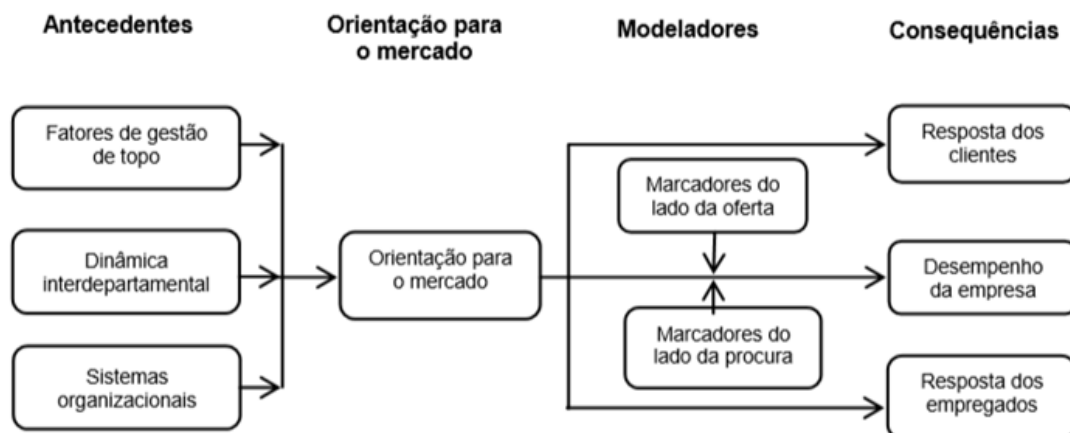 Antecedentes
Orientação para
o mercado
Modeladores
Consequências
Fatores de gestão
de topo
Dinâmica
interdepartamental
Sistemas
organizacionais
Orientação para
o mercado
Marcadores do
lado da oferta
Marcadores do
lado da procura
Resposta dos
clientes
Desempenho
da empresa
Resposta dos
empregados